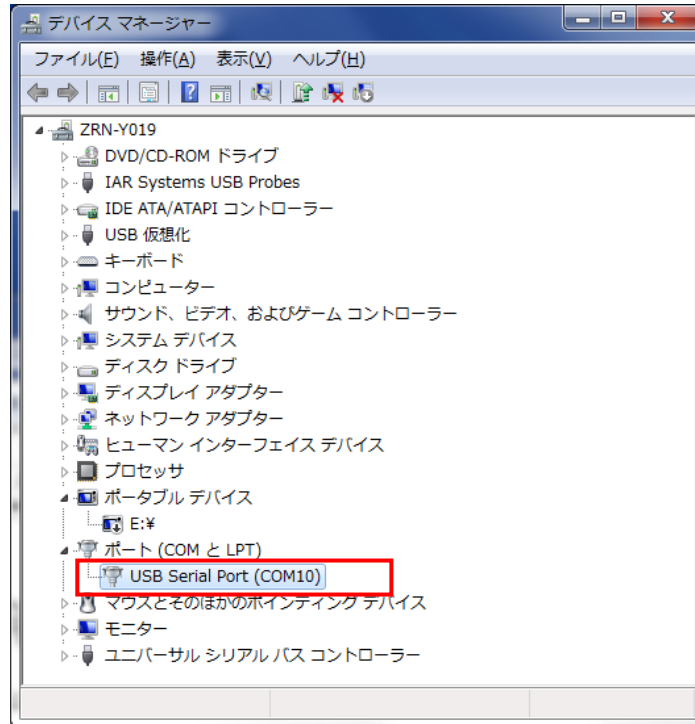 デバイス マネージャー
ファイル(F) 操作(A) 表示(V) ヘルプ(H)
ZRN-Y019
DVD/CD-ROM ドライブ
IAR Systems USB Probes
IDE ATA/ATAPI コントローラー
USB 仮想化
キーボード
コンピューター
サウンド、ビデオ、およびゲーム コントローラー
システム デバイス
ディスク ドライブ
ディスプレイ アダプター
ネットワーク アダプター
ヒューマン インターフェイス デバイス
プロセッサ
ポータブル デバイス
E:¥
ポート (COM と LPT)
USB Serial Port (COM10)
マウスとそのほかのポインティング デバイス
モニター
ユニバーサル シリアル バス コントローラー